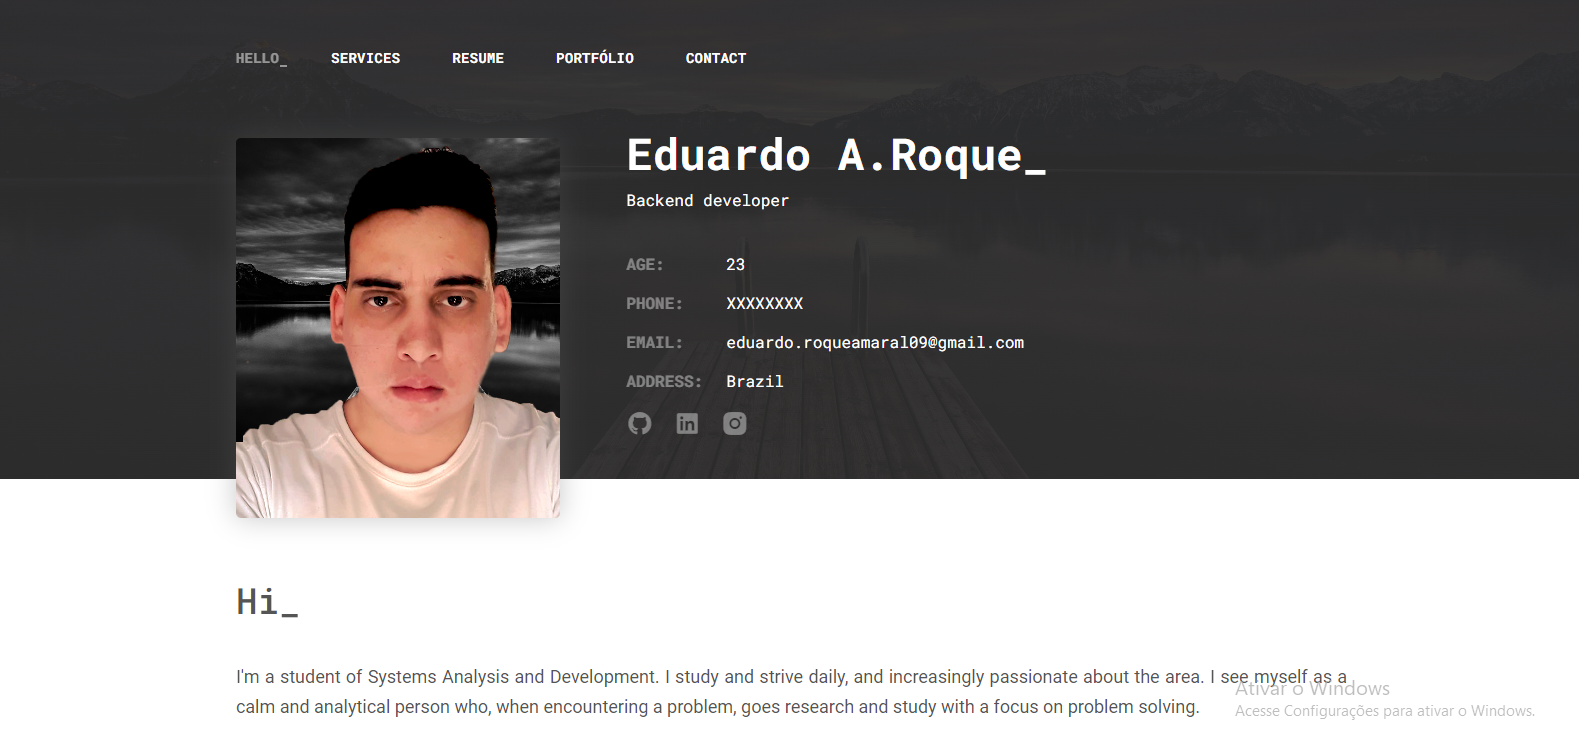 HELLO_ SERVICES RESUME PORTFÓLIO CONTACT
Eduardo A.Roque_
Backend developer
AGE: 23
PHONE: XXXXXXXX
EMAIL: eduardo.roqueamaral09@gmail.com
ADDRESS: Brazil
in
Hi_
I'm a student of Systems Analysis and Development. I study and strive daily, and increasingly passionate about the area. I see myself as a
calm and analytical person who, when encountering a problem, goes research and study with a focus on problem solving.
Ativar o Windows
Acesse Configurações para ativar o Windows.